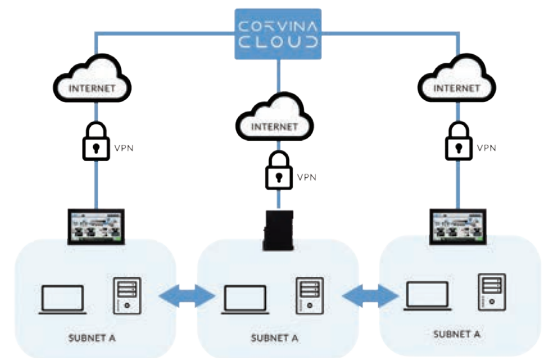 CORVINA
CLOUD
INTERNET
INTERNET
INTERNET
VPN
VPN
VPN
SUBNET A
SUBNET A
SUBNET A